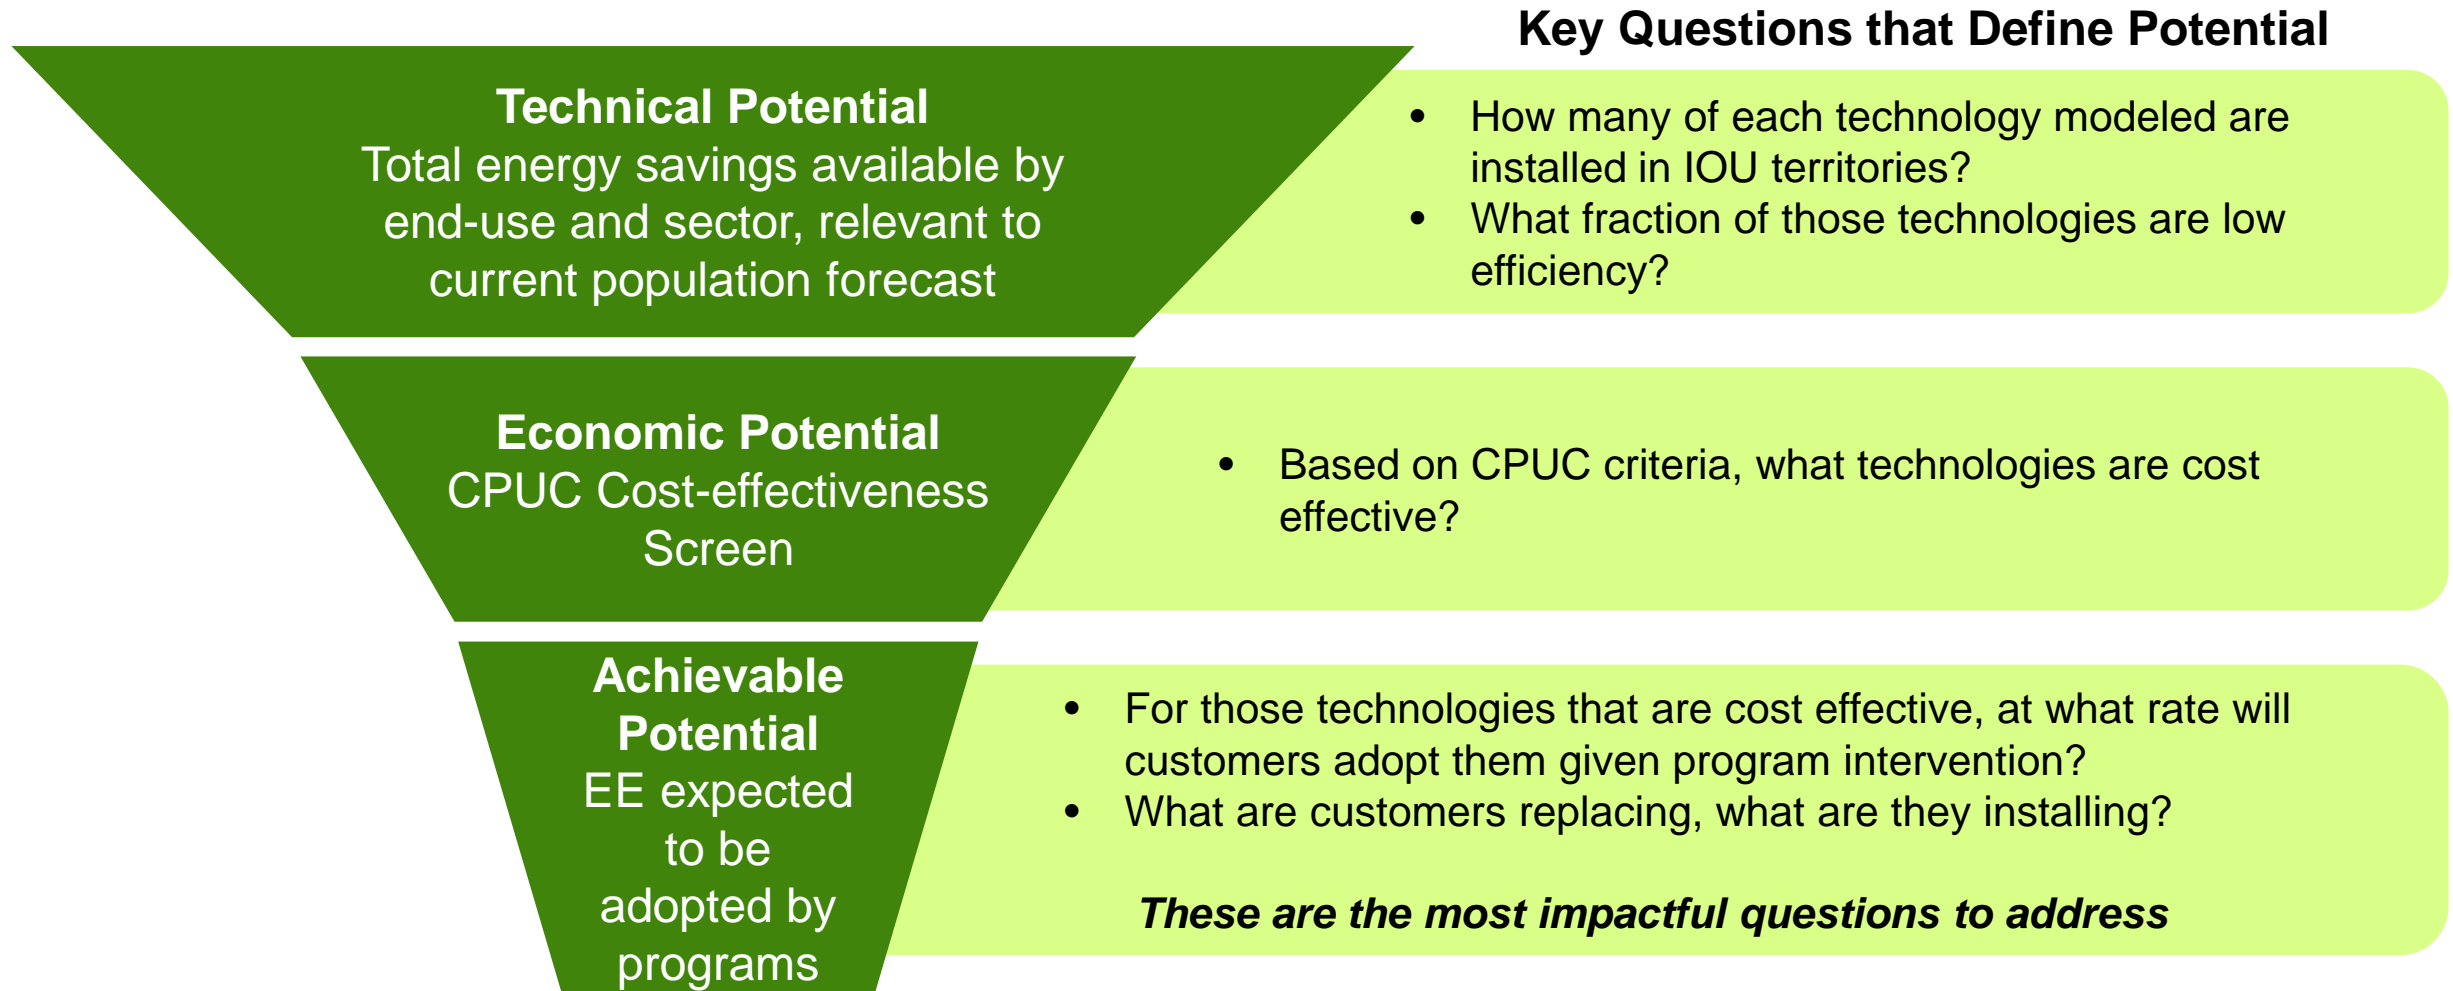 Key Questions that Define Potential
Technical Potential
Total energy savings available by
end-use and sector, relevant to
current population forecast
• How many of each technology modeled are
installed in IOU territories?
• What fraction of those technologies are low
efficiency?
Economic Potential
CPUC Cost-effectiveness
Screen
• Based on CPUC criteria, what technologies are cost
effective?
Achievable
Potential
EE expected
to be
adopted by
programs
• For those technologies that are cost effective, at what rate will
customers adopt them given program intervention?
• What are customers replacing, what are they installing?
These are the most impactful questions to address